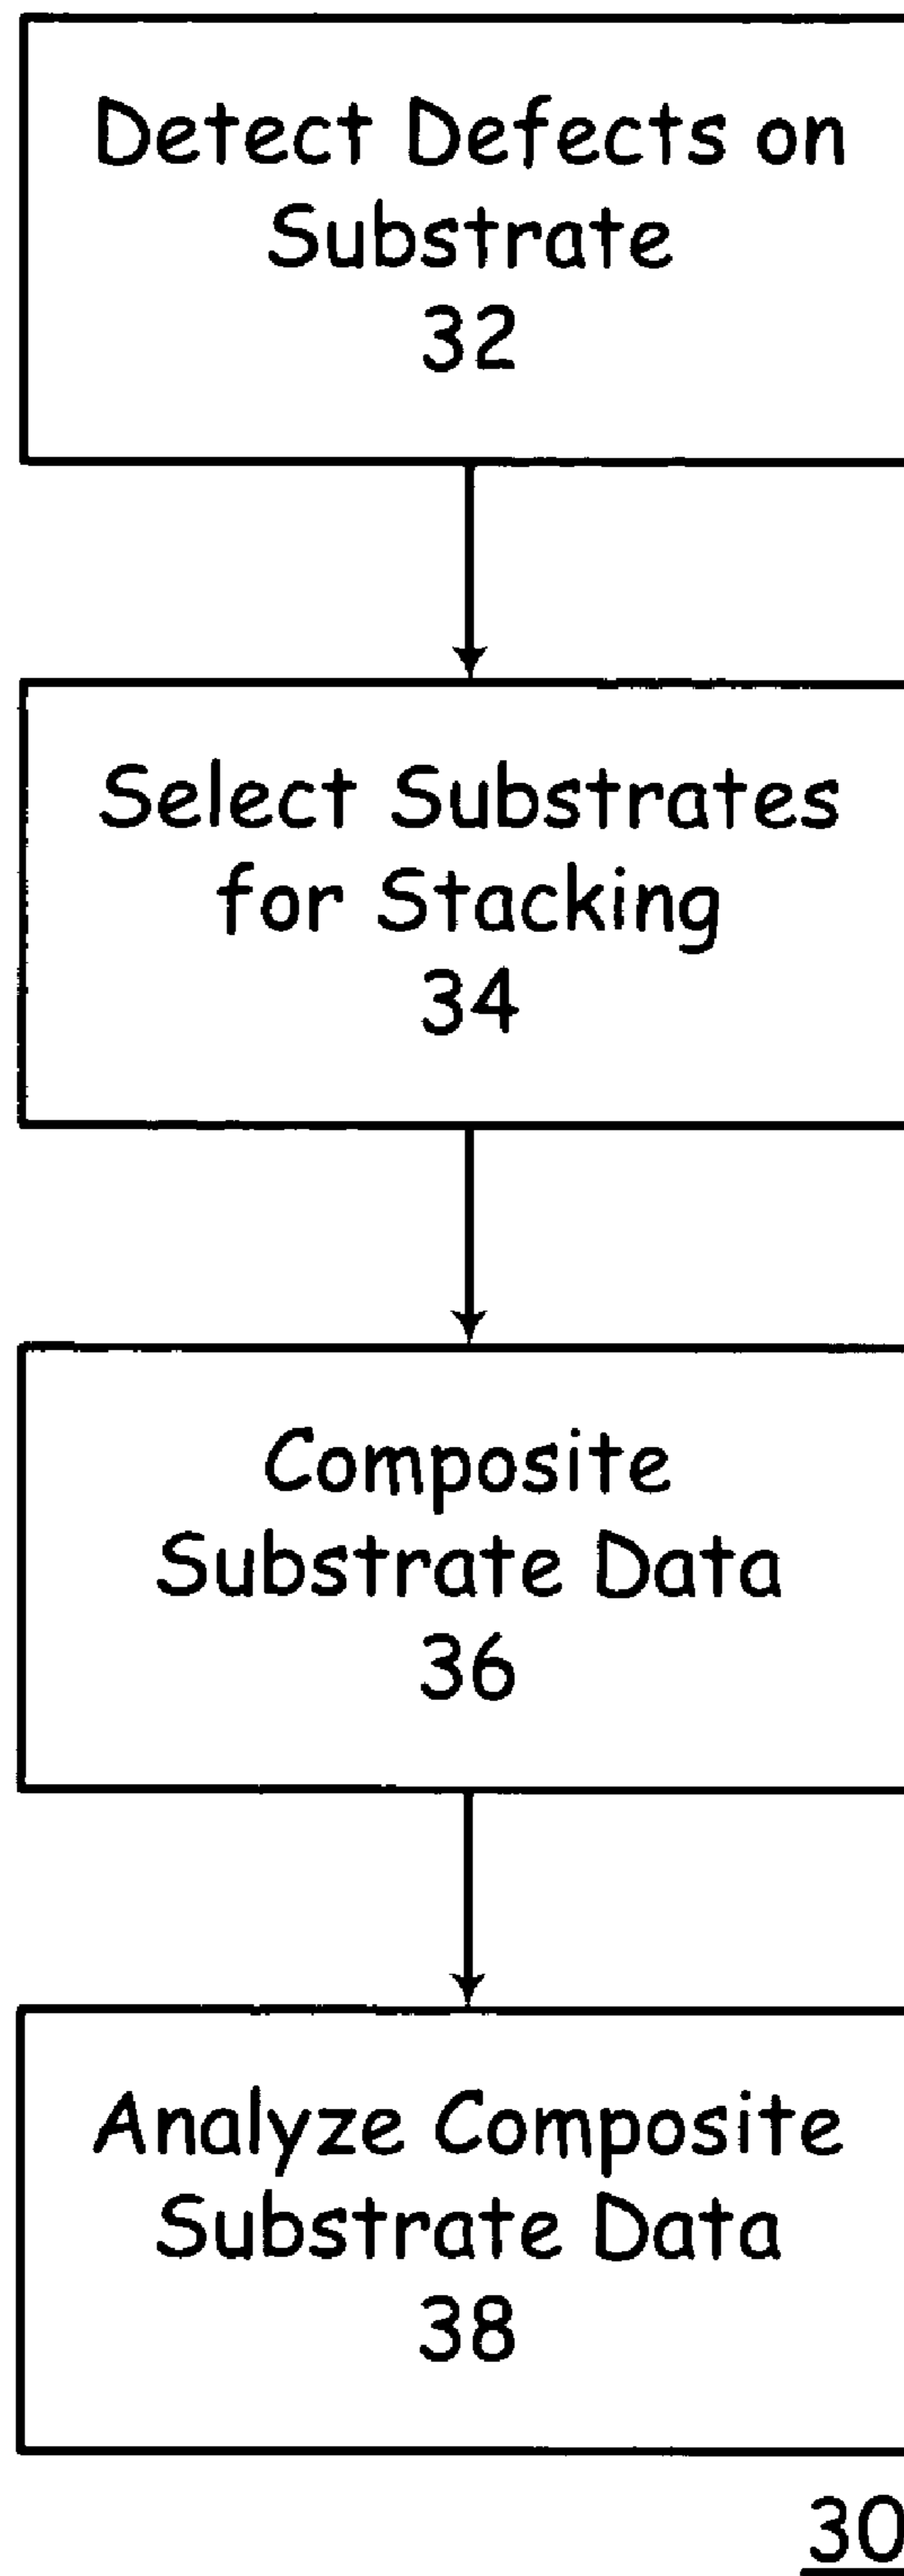 Detect Defects on
Substrate
32
Select Substrates
for Stacking
34
Composite
Substrate Data
36
Analyze Composite
Substrate Data
38
30